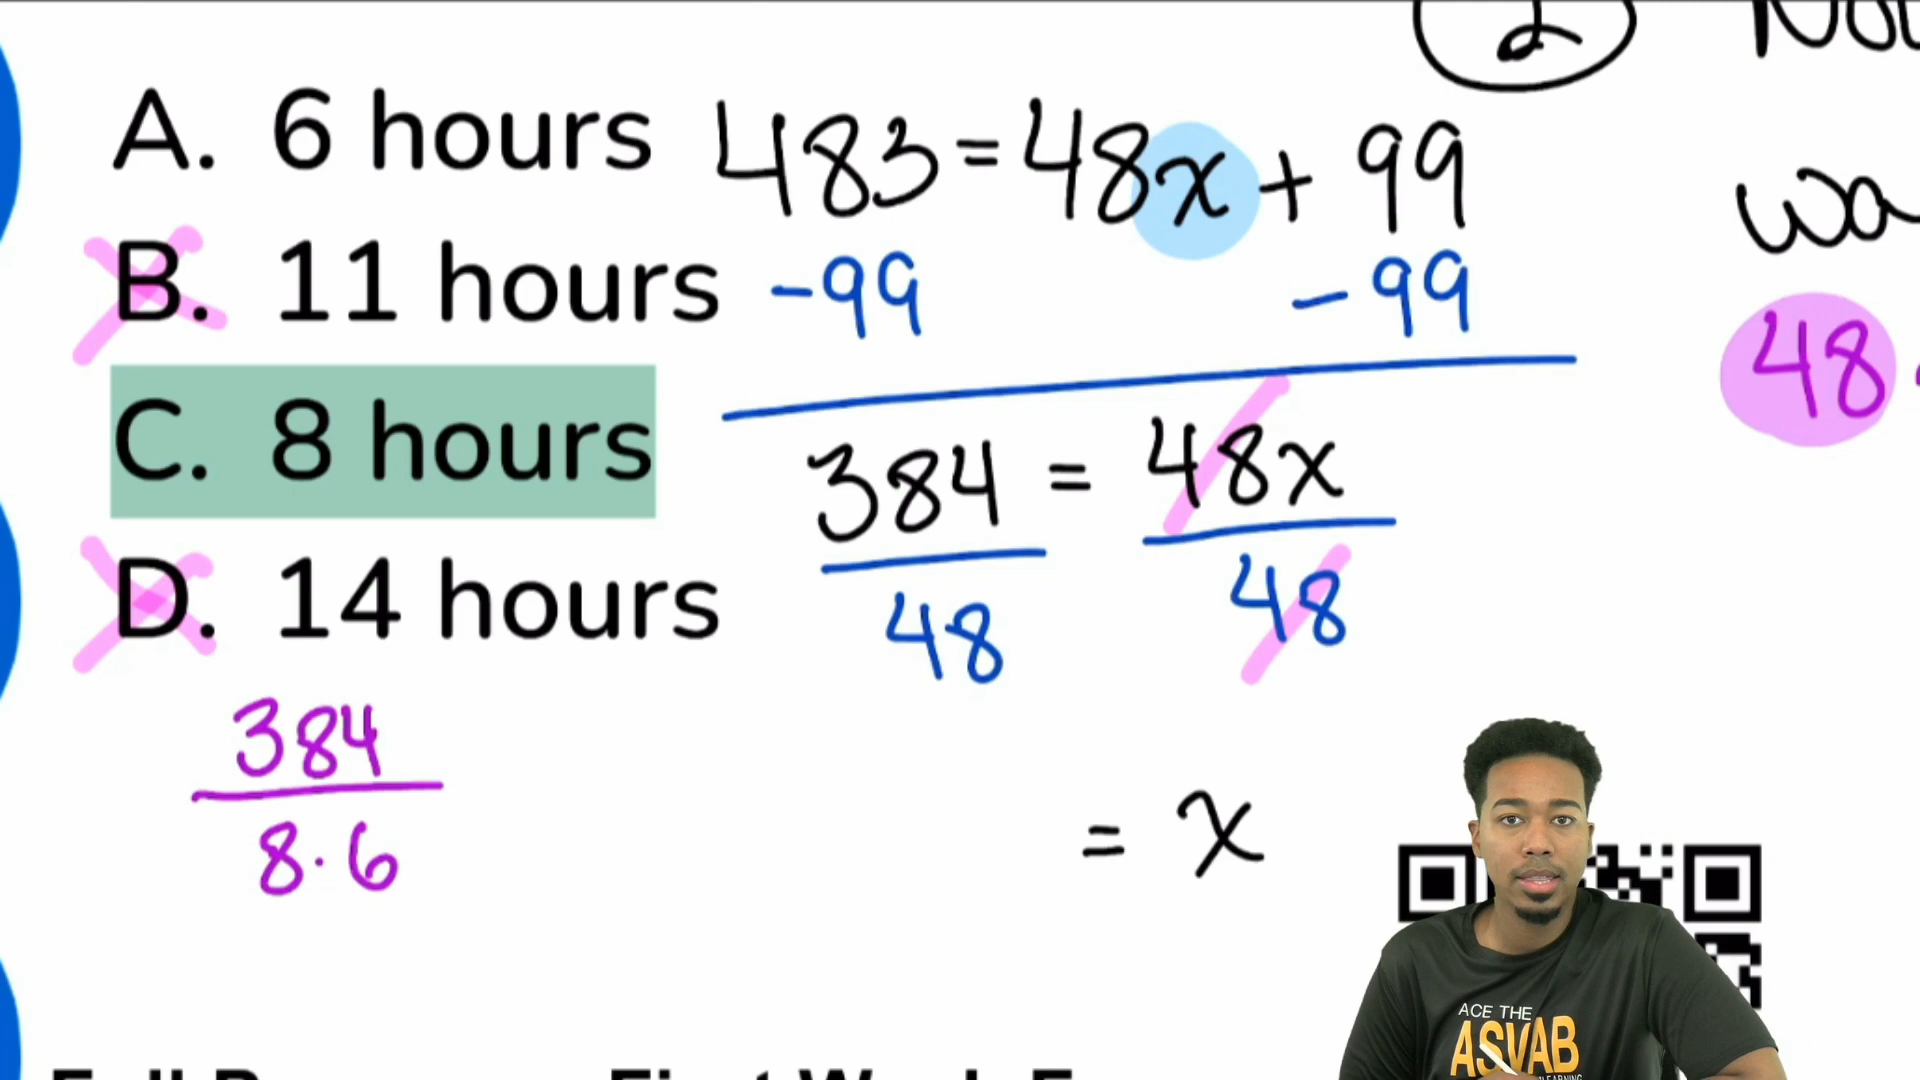 A. 6 hours
B. 11 hours
C. 8 hours
D. 14 hours
483 = 48x + 99
-99 -99
384 = 48x
48 48
= x
384
8 · 6
48
ACE THE
ASVAB